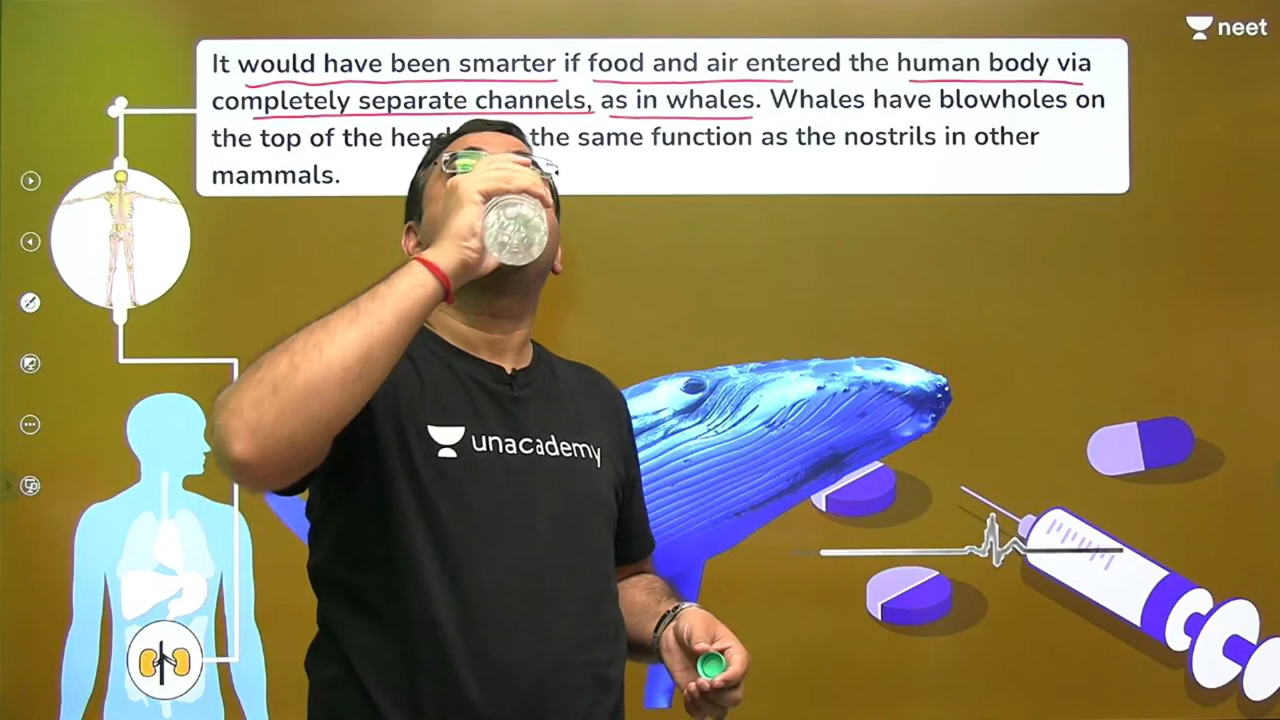 neet
It would have been smarter if food and air entered the human body via
completely separate channels, as in whales. Whales have blowholes on
the top of the head the same function as the nostrils in other
mammals.
unacademy